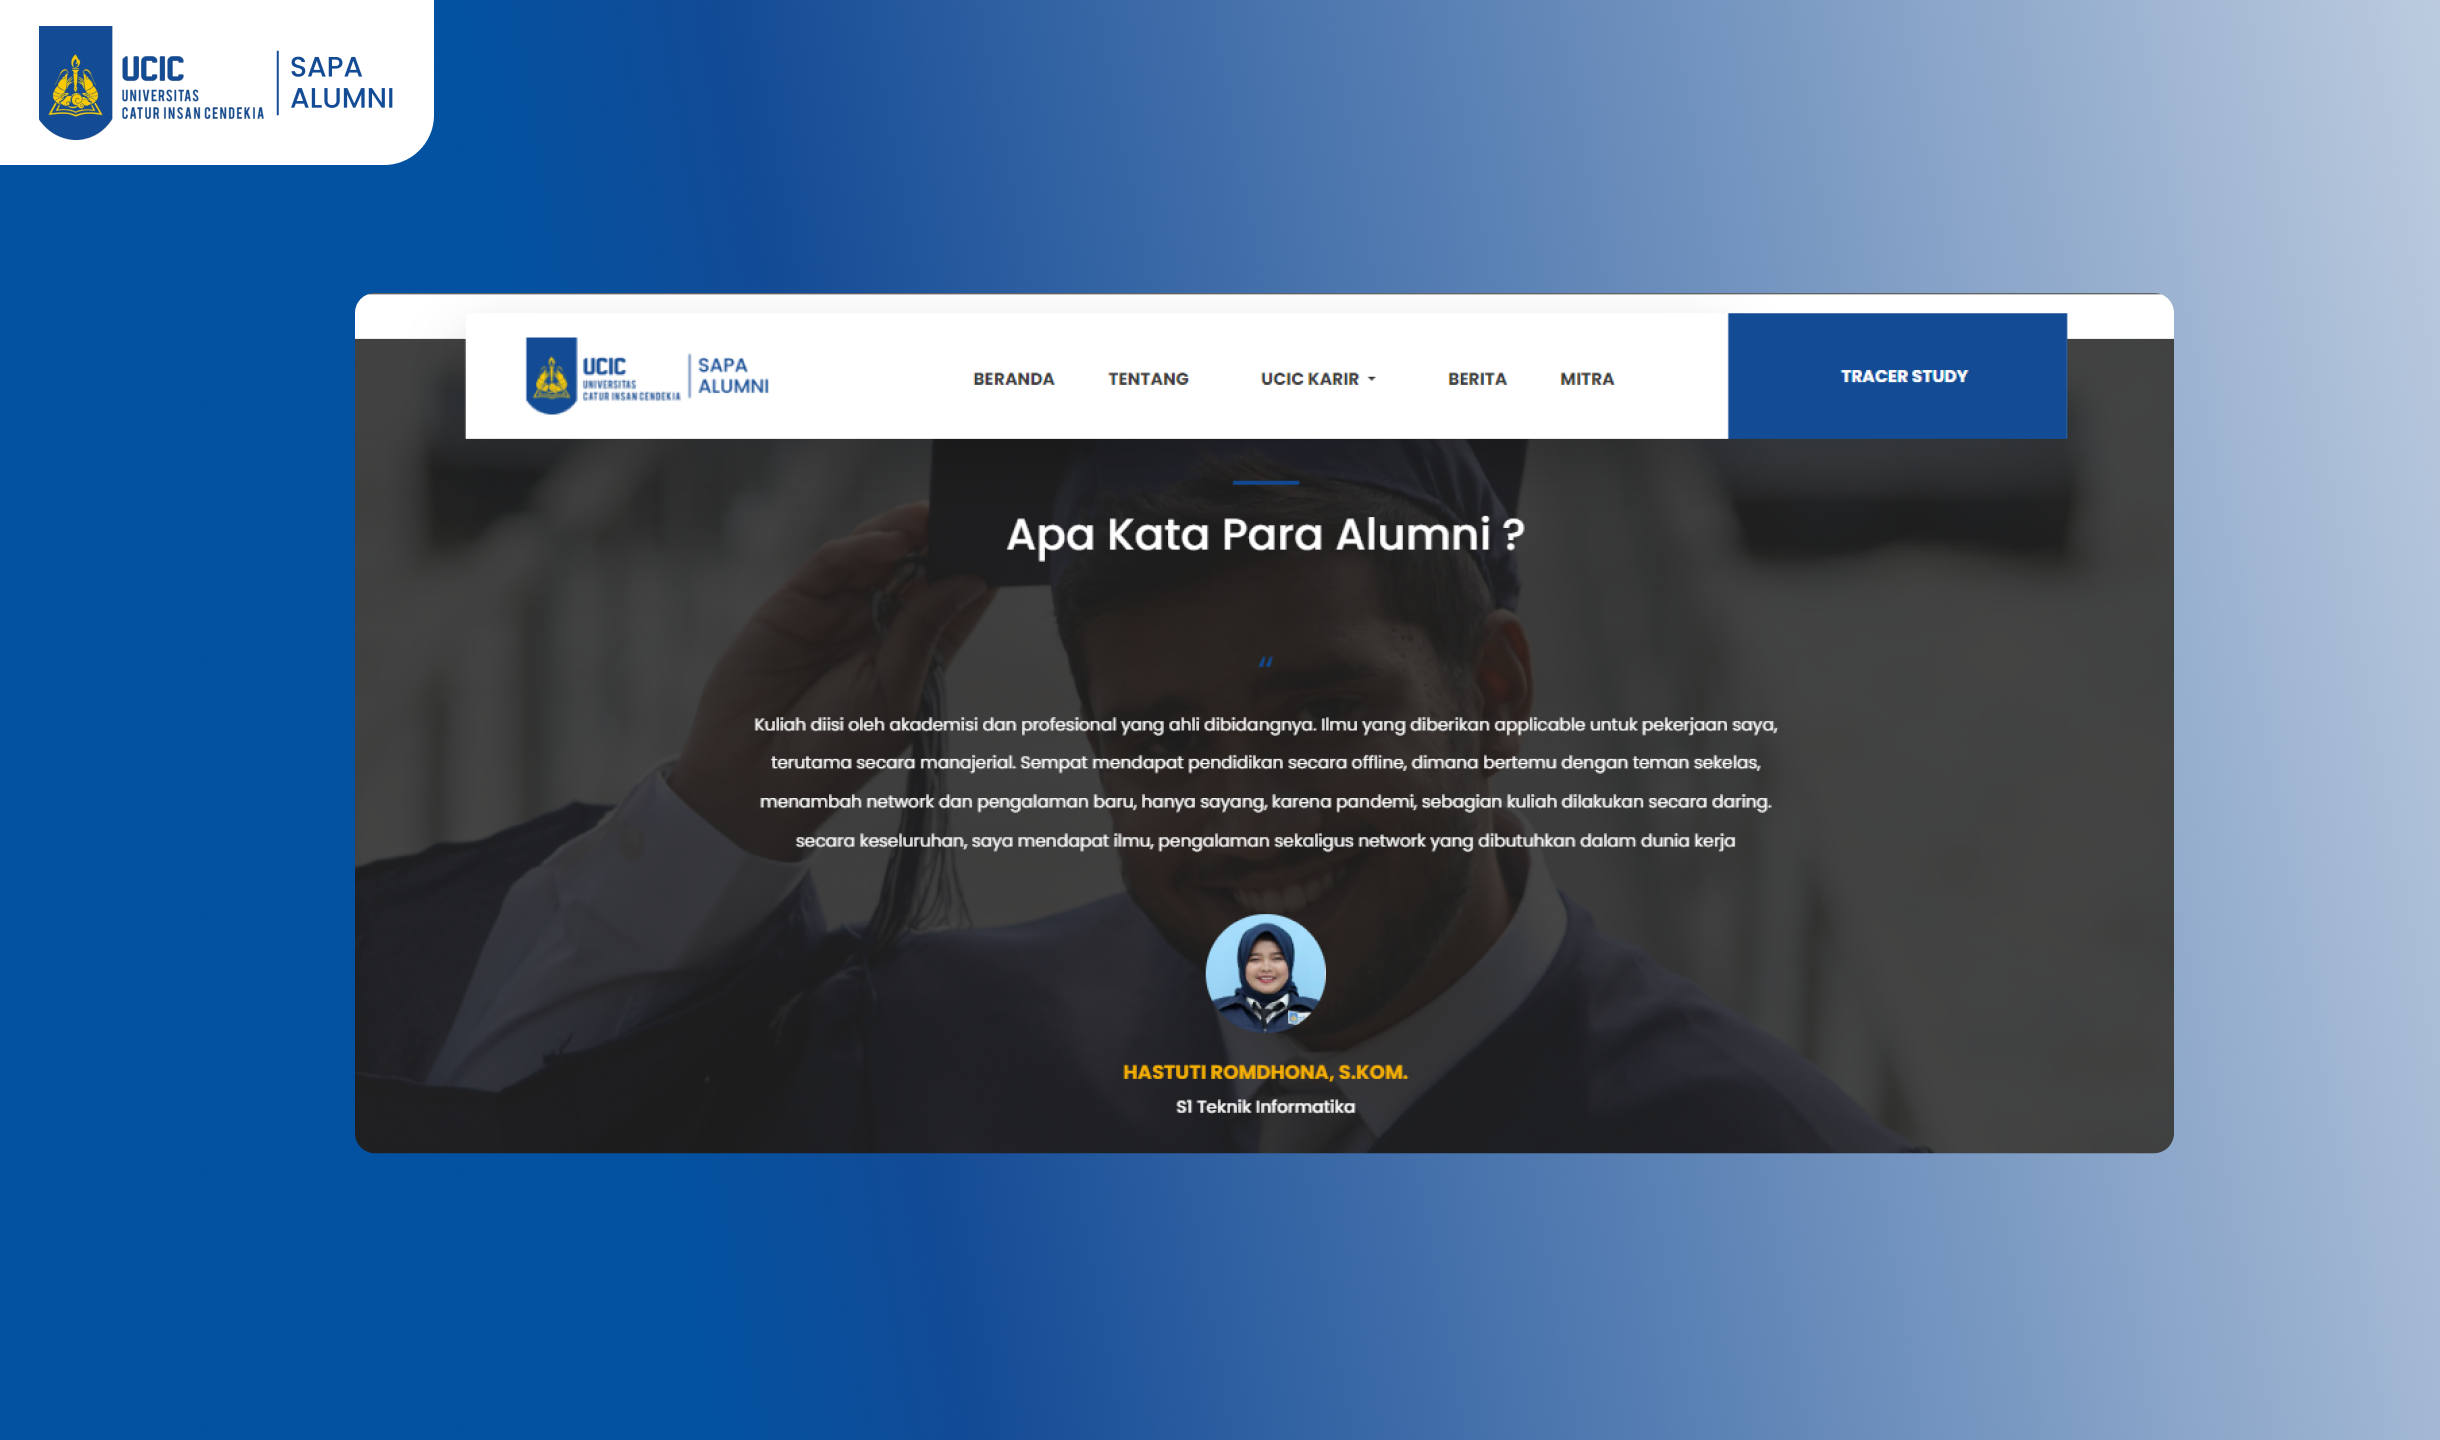 UCIC
UNIVERSITAS
CATUR INSAN CENDEKIA
SAPA
ALUMNI
UCIC
UNIVERSITAS
CATUR INSAN CENDEKIA
SAPA
ALUMNI
BERANDA TENTANG UCIC KARIR BERITA MITRA TRACER STUDY
Apa Kata Para Alumni ?
“
Kuliah diisi oleh akademisi dan profesional yang ahli dibidangnya. Ilmu yang diberikan applicable untuk pekerjaan saya,
terutama secara manajerial. Sempat mendapat pendidikan secara offline, dimana bertemu dengan teman sekelas,
menambah network dan pengalaman baru, hanya sayang, karena pandemi, sebagian kuliah dilakukan secara daring.
secara keseluruhan, saya mendapat ilmu, pengalaman sekaligus network yang dibutuhkan dalam dunia kerja
HASTUTI ROMDHONA, S.KOM.
S1 Teknik Informatika